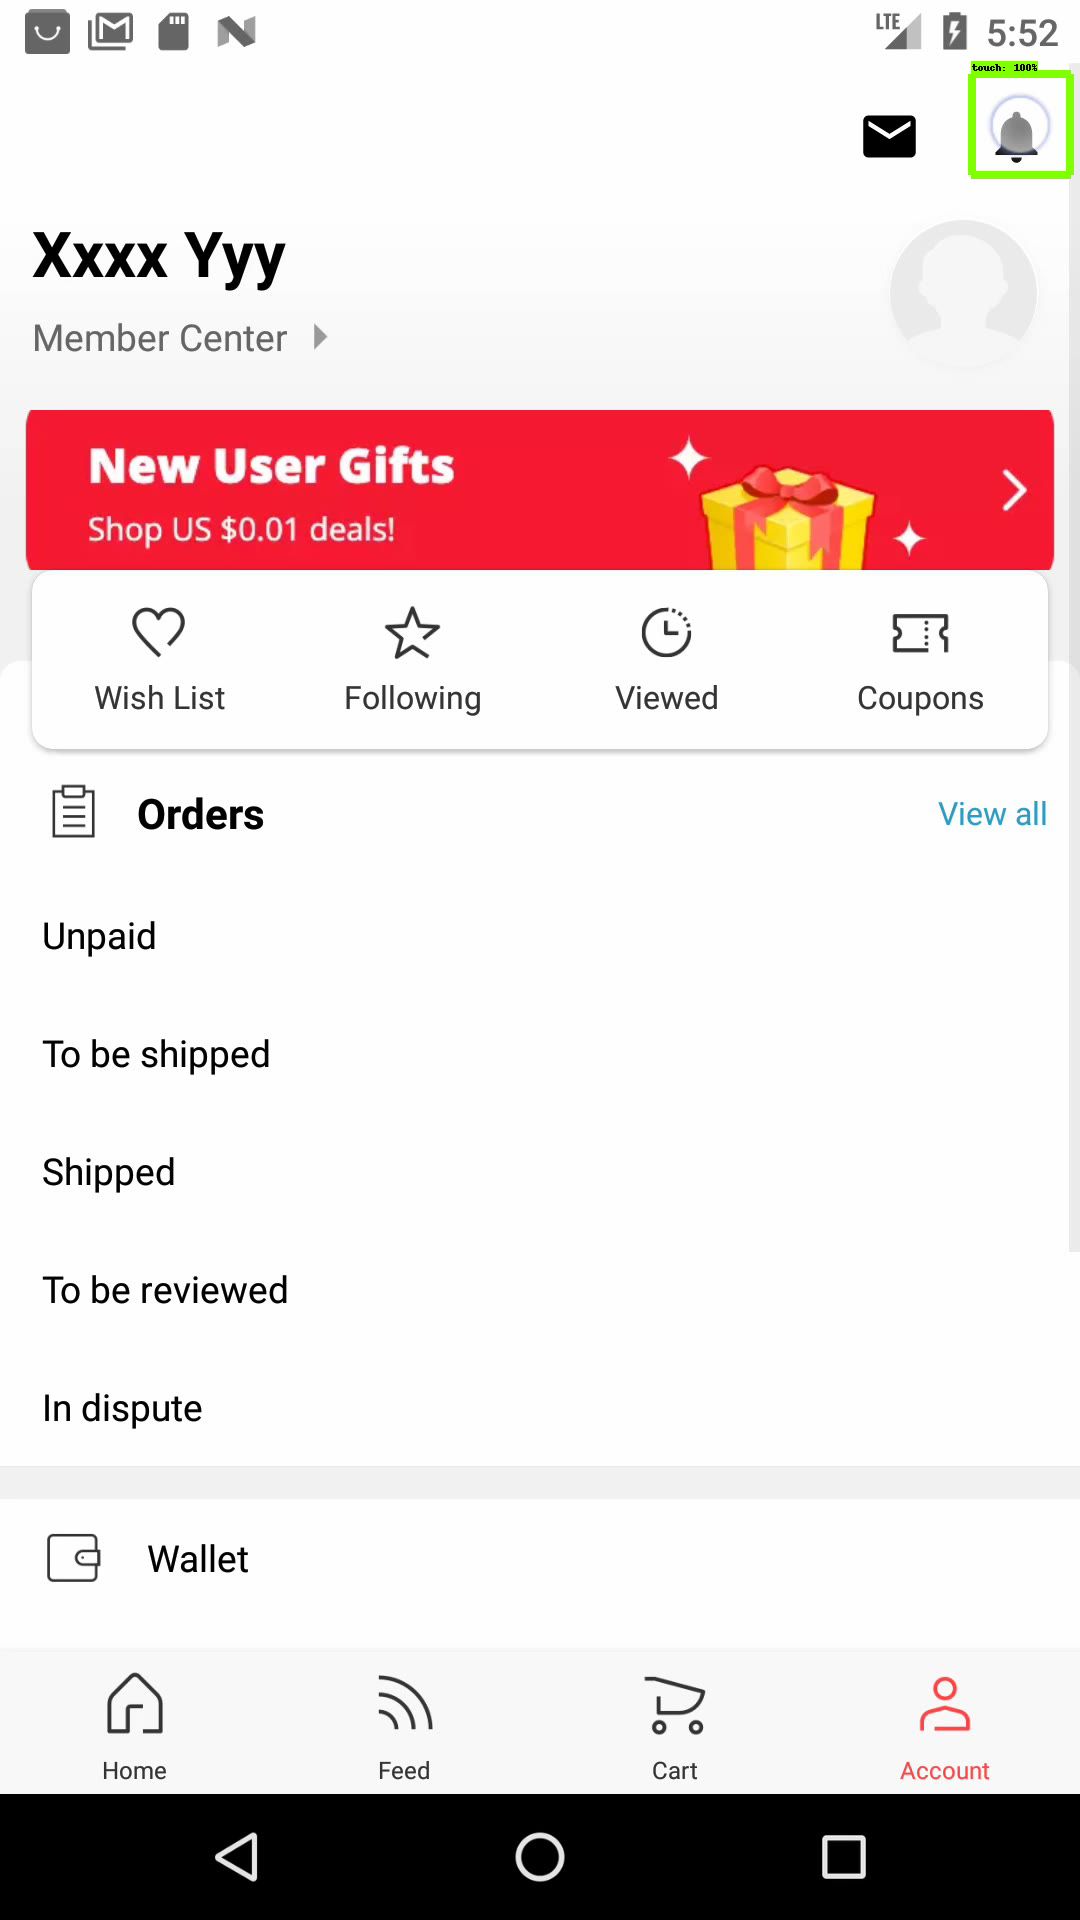 LTE 5:52
touch: 100%
Xxxx Yyy
Member Center
New User Gifts
Shop US $0.01 deals!
Wish List Following Viewed Coupons
Orders View all
Unpaid
To be shipped
Shipped
To be reviewed
In dispute
Wallet
Home Feed Cart Account